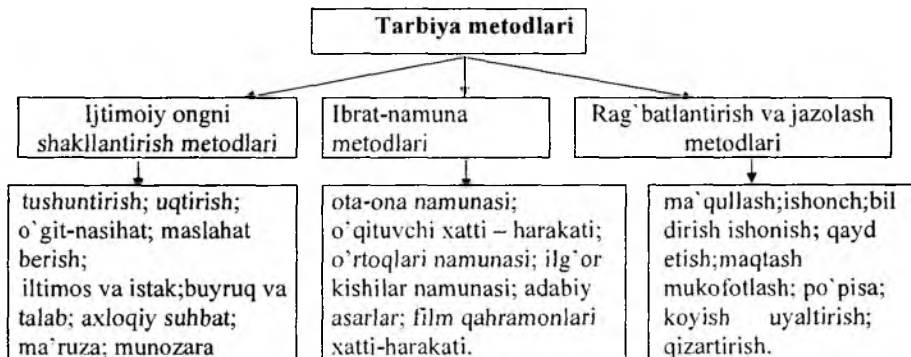 Tarbiya metodlari
Ijtimoiy ongni
shakllantirish metodlari
Ibrat-namuna
metodlari
Rag`batlantirish va jazolash
metodlari
tushuntirish; uqtirish;
o`git-nasihat; maslahat
berish;
iltimos va istak;buyruq va
talab; axloqiy suhbat;
ma`ruza; munozara
ota-ona namunasi;
o`qituvchi xatti – harakati;
o`rtoqlari namunasi; ilg`or
kishilar namunasi; adabiy
asarlar; film qahramonlari
xatti-harakati.
ma`qullash;ishonch;bil
dirish ishonish; qayd
etish;maqtash
mukofotlash; po`pisa;
koyish uyaltirish;
qizartirish.